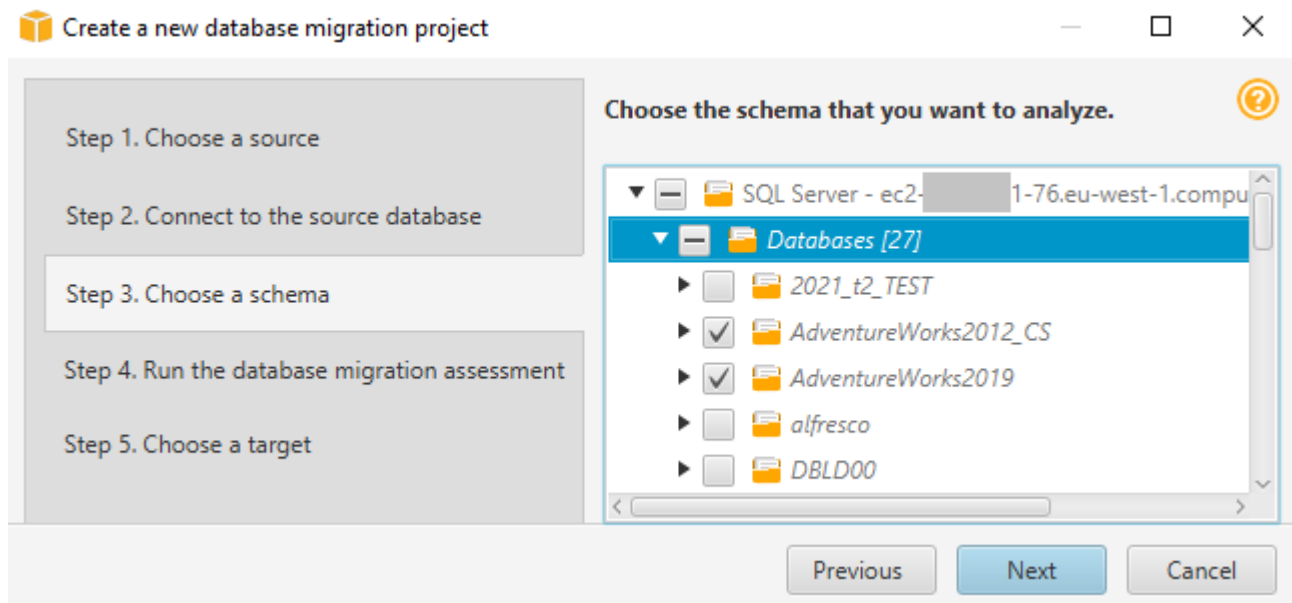 Create a new database migration project
Step 1. Choose a source
Step 2. Connect to the source database
Step 3. Choose a schema
Step 4. Run the database migration assessment
Step 5. Choose a target
Choose the schema that you want to analyze.
SQL Server - ec2- 1-76.eu-west-1.compu
Databases [27]
2021_t2_TEST
AdventureWorks2012_CS
AdventureWorks2019
alfresco
DBLD00
Previous Next Cancel